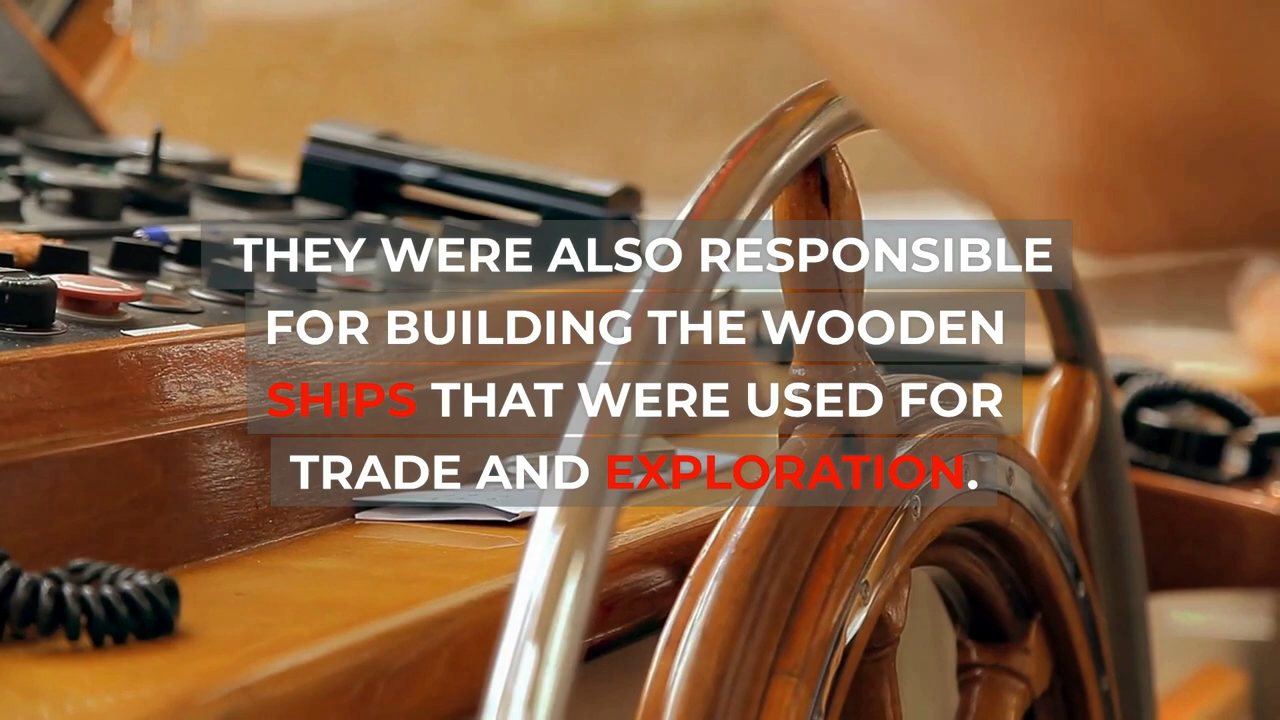 THEY WERE ALSO RESPONSIBLE
FOR BUILDING THE WOODEN
SHIPS THAT WERE USED FOR
TRADE AND EXPLORATION.